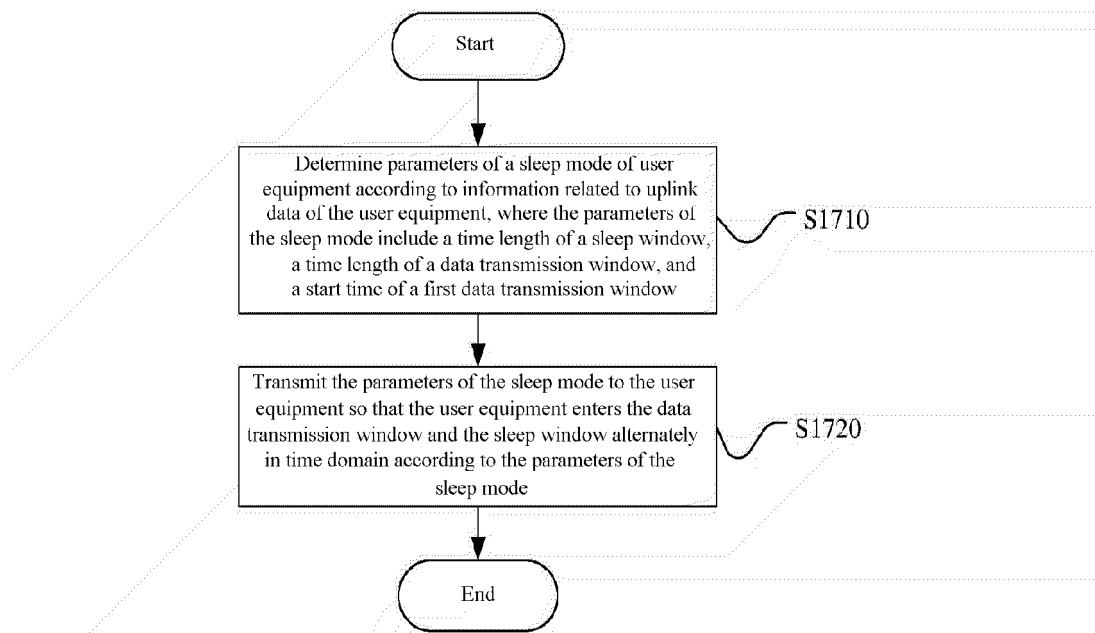 Start
Determine parameters of a sleep mode of user
equipment according to information related to uplink
data of the user equipment, where the parameters of
the sleep mode include a time length of a sleep window,
a time length of a data transmission window, and
a start time of a first data transmission window
S1710
Transmit the parameters of the sleep mode to the user
equipment so that the user equipment enters the data
transmission window and the sleep window alternately
in time domain according to the parameters of the
sleep mode
S1720
End